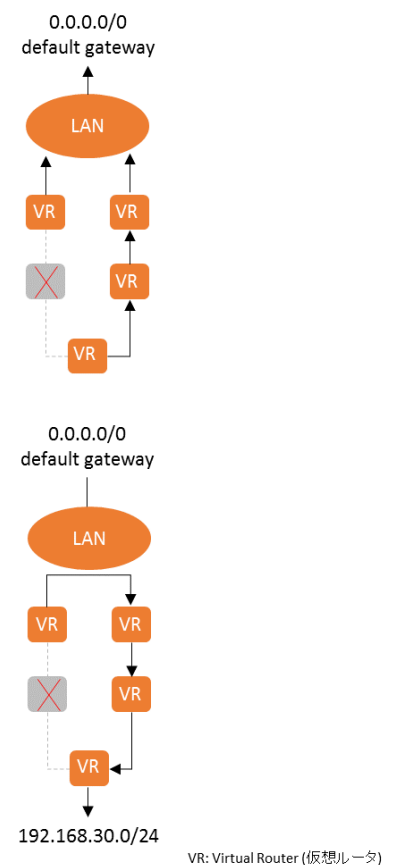 0.0.0.0/0
default gateway
LAN
VR
VR
VR
VR
0.0.0.0/0
default gateway
LAN
VR
VR
VR
VR
192.168.30.0/24
VR: Virtual Router (仮想ルータ)